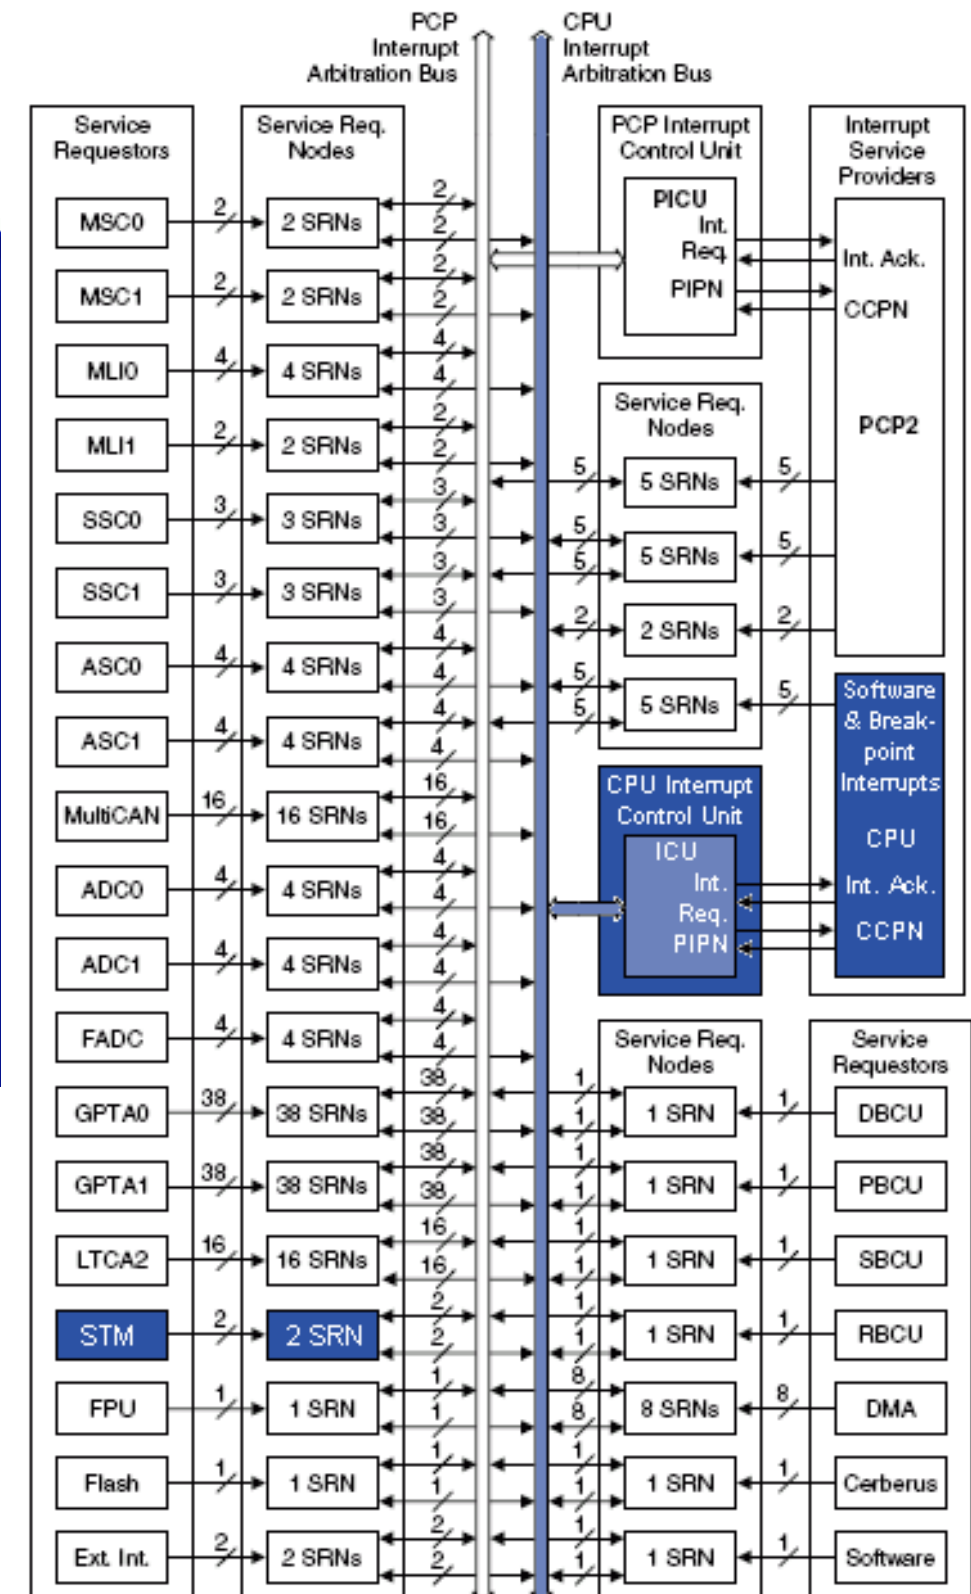 PCP
Interrupt
Arbitration Bus
CPU
Interrupt
Arbitration Bus
Service
Requestors
Service Req.
Nodes
PCP Interrupt
Control Unit
Interrupt
Service
Providers
MSC0
2
2 SRNs
2
2
MSC1
2
2 SRNs
2
2
MLI0
4
4 SRNs
4
4
MLI1
2
2 SRNs
2
2
SSC0
3
3 SRNs
3
3
SSC1
3
3 SRNs
3
3
ASC0
4
4 SRNs
4
4
ASC1
4
4 SRNs
4
4
MultiCAN
16
16 SRNs
16
16
ADC0
4
4 SRNs
4
4
ADC1
4
4 SRNs
4
4
FADC
4
4 SRNs
4
4
GPTA0
38
38 SRNs
38
38
GPTA1
38
38 SRNs
38
38
LTCA2
16
16 SRNs
16
16
STM
2
2 SRN
2
2
FPU
1
1 SRN
1
1
Flash
1
1 SRN
1
1
Ext. Int.
2
2 SRNs
2
2
PICU
Int.
Req.
PIPN
Int. Ack.
CCPN
PCP2
Service Req.
Nodes
5
5 SRNs
5
5
5
5 SRNs
5
2
2 SRNs
2
5
5
5 SRNs
5
Software
& Break-
point
Interrupts
CPU
Int. Ack.
CCPN
CPU Interrupt
Control Unit
ICU
Int.
Req.
PIPN
Service Req.
Nodes
Service
Requestors
1
1
1 SRN
1
DBCU
1
1
1 SRN
1
PBCU
1
1
1 SRN
1
SBCU
1
1
1 SRN
1
RBCU
8
8
8 SRNs
8
DMA
1
1
1 SRN
1
Cerberus
1
1
1 SRN
1
Software